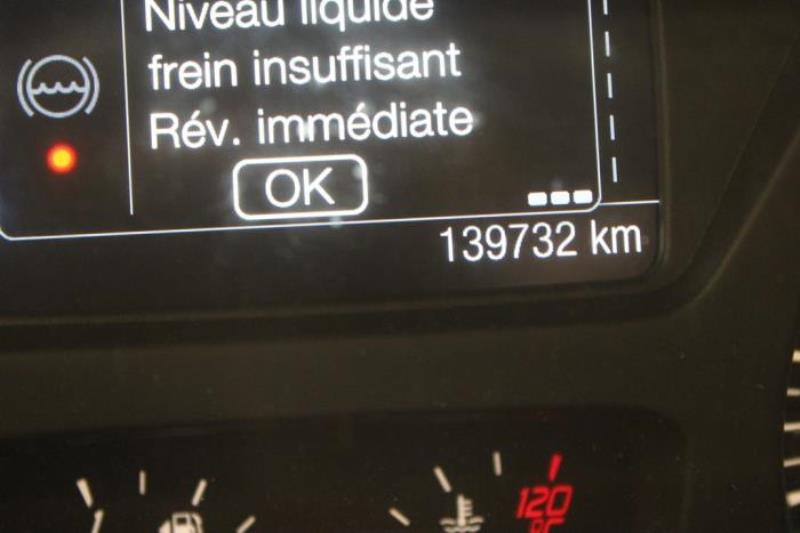 Niveau liquide
frein insuffisant
Rév. immédiate
OK
139732 km
120